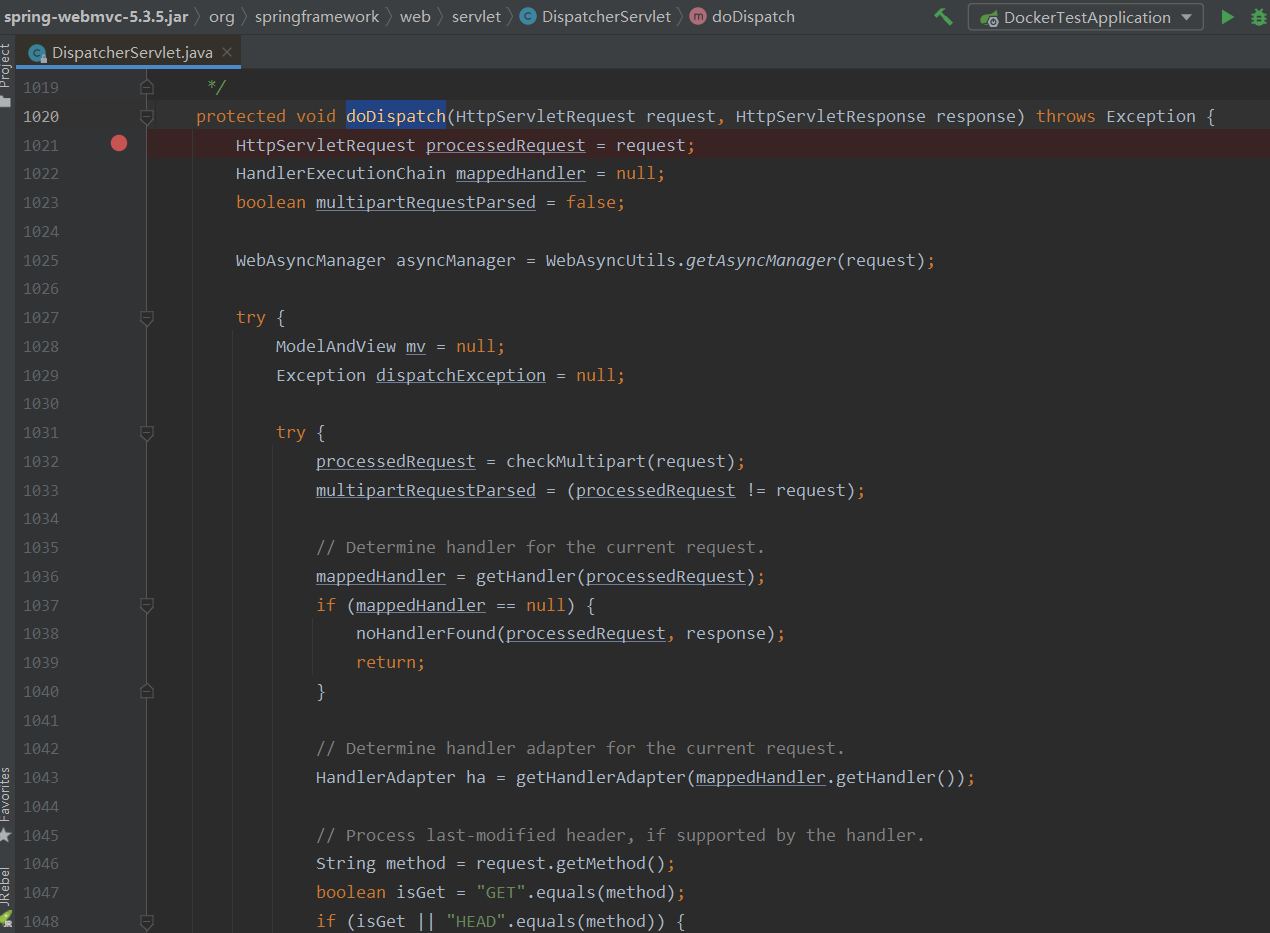 spring-webmvc-5.3.5.jar org springframework web servlet DispatcherServlet doDispatch
DockerTestApplication
DispatcherServlet.java
Project
1019 */
1020 protected void doDispatch(HttpServletRequest request, HttpServletResponse response) throws Exception {
1021 HttpServletRequest processedRequest = request;
1022 HandlerExecutionChain mappedHandler = null;
1023 boolean multipartRequestParsed = false;
1024
1025 WebAsyncManager asyncManager = WebAsyncUtils.getAsyncManager(request);
1026
1027 try {
1028 ModelAndView mv = null;
1029 Exception dispatchException = null;
1030
1031 try {
1032 processedRequest = checkMultipart(request);
1033 multipartRequestParsed = (processedRequest != request);
1034
1035 // Determine handler for the current request.
1036 mappedHandler = getHandler(processedRequest);
1037 if (mappedHandler == null) {
1038 noHandlerFound(processedRequest, response);
1039 return;
1040 }
1041
1042 // Determine handler adapter for the current request.
1043 HandlerAdapter ha = getHandlerAdapter(mappedHandler.getHandler());
1044
1045 // Process last-modified header, if supported by the handler.
1046 String method = request.getMethod();
1047 boolean isGet = "GET".equals(method);
1048 if (isGet || "HEAD".equals(method)) {
Favorites
JRebel